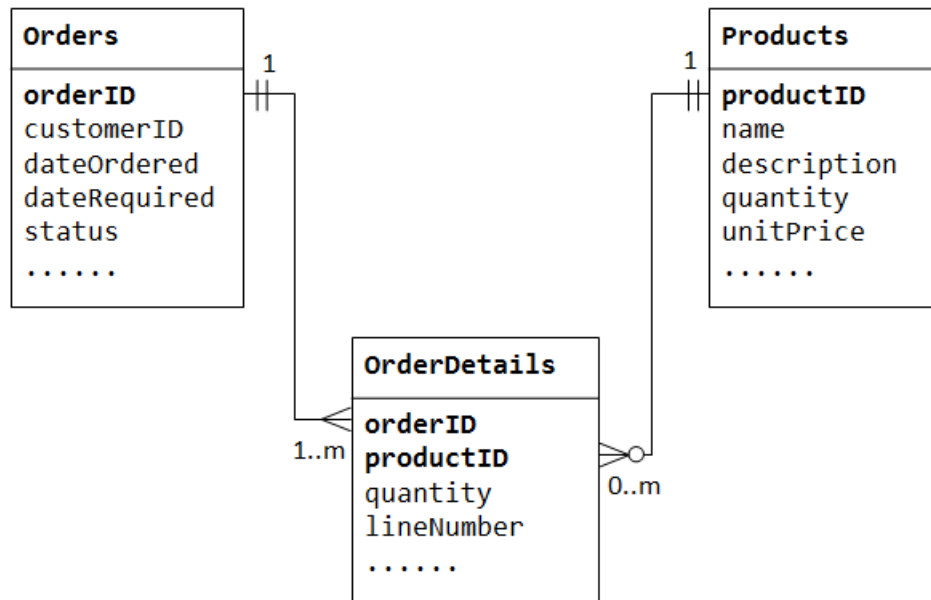 Orders
orderID
customerID
dateOrdered
dateRequired
status
......
1
1
Products
productID
name
description
quantity
unitPrice
......
OrderDetails
orderID
productID
quantity
lineNumber
......
1..m
0..m